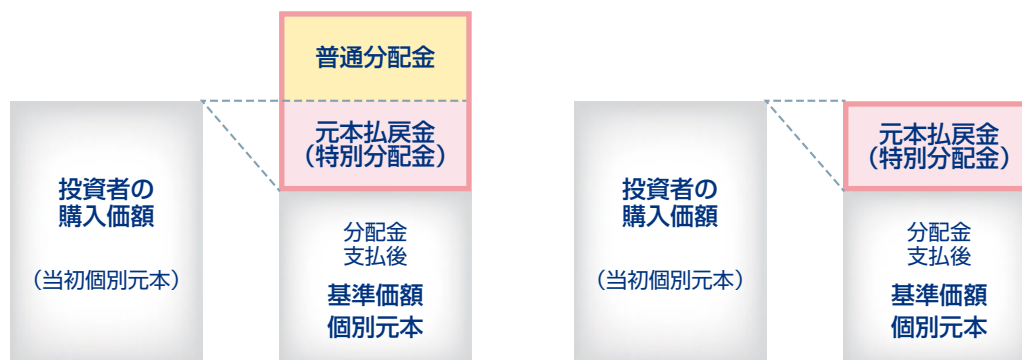 普通分配金
元本払戻金
（特別分配金）
投資者の
購入価額
（当初個別元本）
分配金
支払後
基準価額
個別元本
元本払戻金
（特別分配金）
投資者の
購入価額
（当初個別元本）
分配金
支払後
基準価額
個別元本